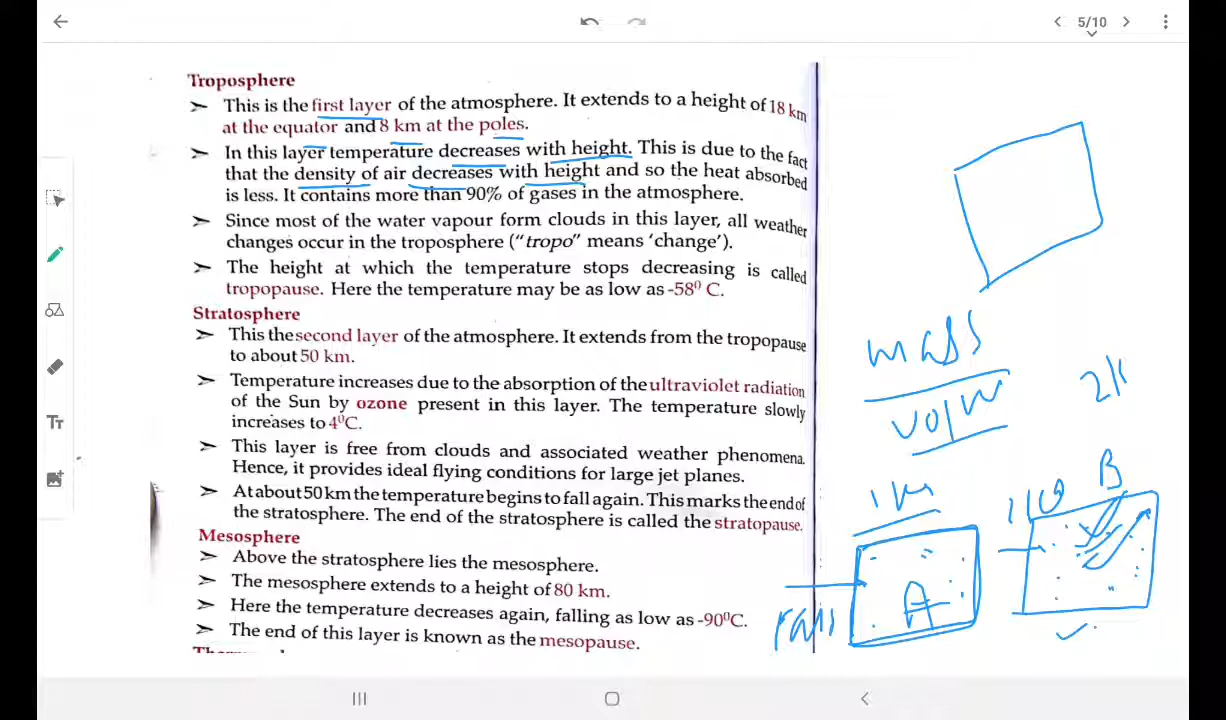 5/10
Troposphere
➢ This is the first layer of the atmosphere. It extends to a height of 18 km
at the equator and 8 km at the poles.
➢ In this layer temperature decreases with height. This is due to the fact
that the density of air decreases with height and so the heat absorbed
is less. It contains more than 90% of gases in the atmosphere.
➢ Since most of the water vapour form clouds in this layer, all weather
changes occur in the troposphere ("tropo" means 'change').
➢ The height at which the temperature stops decreasing is called
tropopause. Here the temperature may be as low as -58⁰ C.
Stratosphere
➢ This the second layer of the atmosphere. It extends from the tropopause
to about 50 km.
➢ Temperature increases due to the absorption of the ultraviolet radiation
of the Sun by ozone present in this layer. The temperature slowly
increases to 4⁰C.
➢ This layer is free from clouds and associated weather phenomena.
Hence, it provides ideal flying conditions for large jet planes.
➢ At about 50 km the temperature begins to fall again. This marks the end of
the stratosphere. The end of the stratosphere is called the stratopause.
Mesosphere
➢ Above the stratosphere lies the mesosphere.
➢ The mesosphere extends to a height of 80 km.
➢ Here the temperature decreases again, falling as low as -90⁰C.
➢ The end of this layer is known as the mesopause.
Tt
mass
B
A